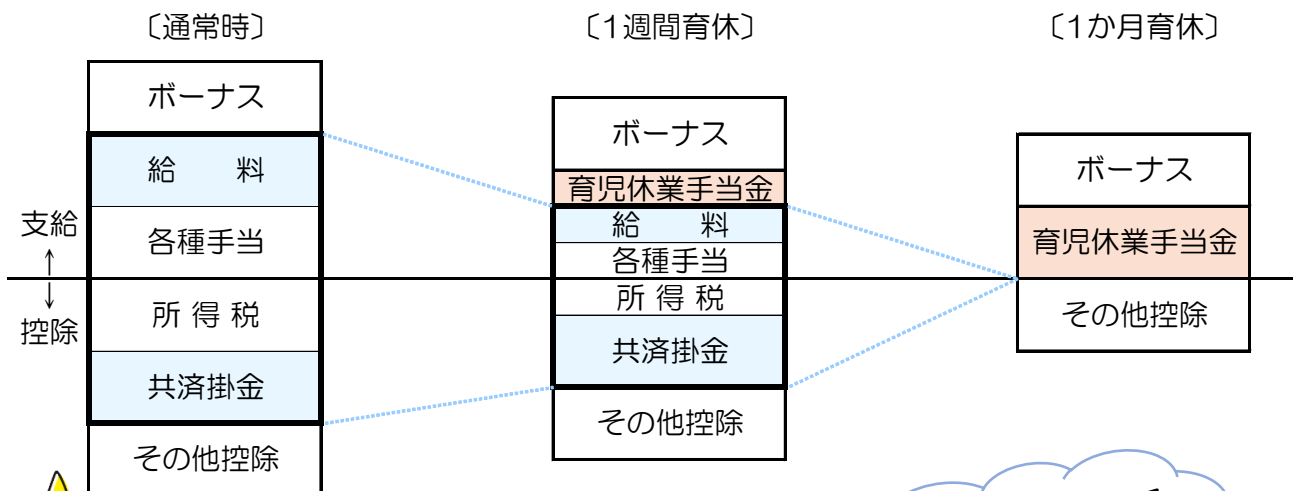 〔通常時〕
ボーナス
給　　料
各種手当
所 得 税
共済掛金
その他控除
支給
↑
↓
控除
〔1週間育休〕
ボーナス
育児休業手当金
給　　料
各種手当
所 得 税
共済掛金
その他控除
〔1か月育休〕
ボーナス
育児休業手当金
その他控除